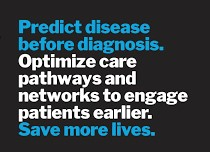 Predict disease
before diagnosis.
Optimize care
pathways and
networks to engage
patients earlier.
Save more lives.